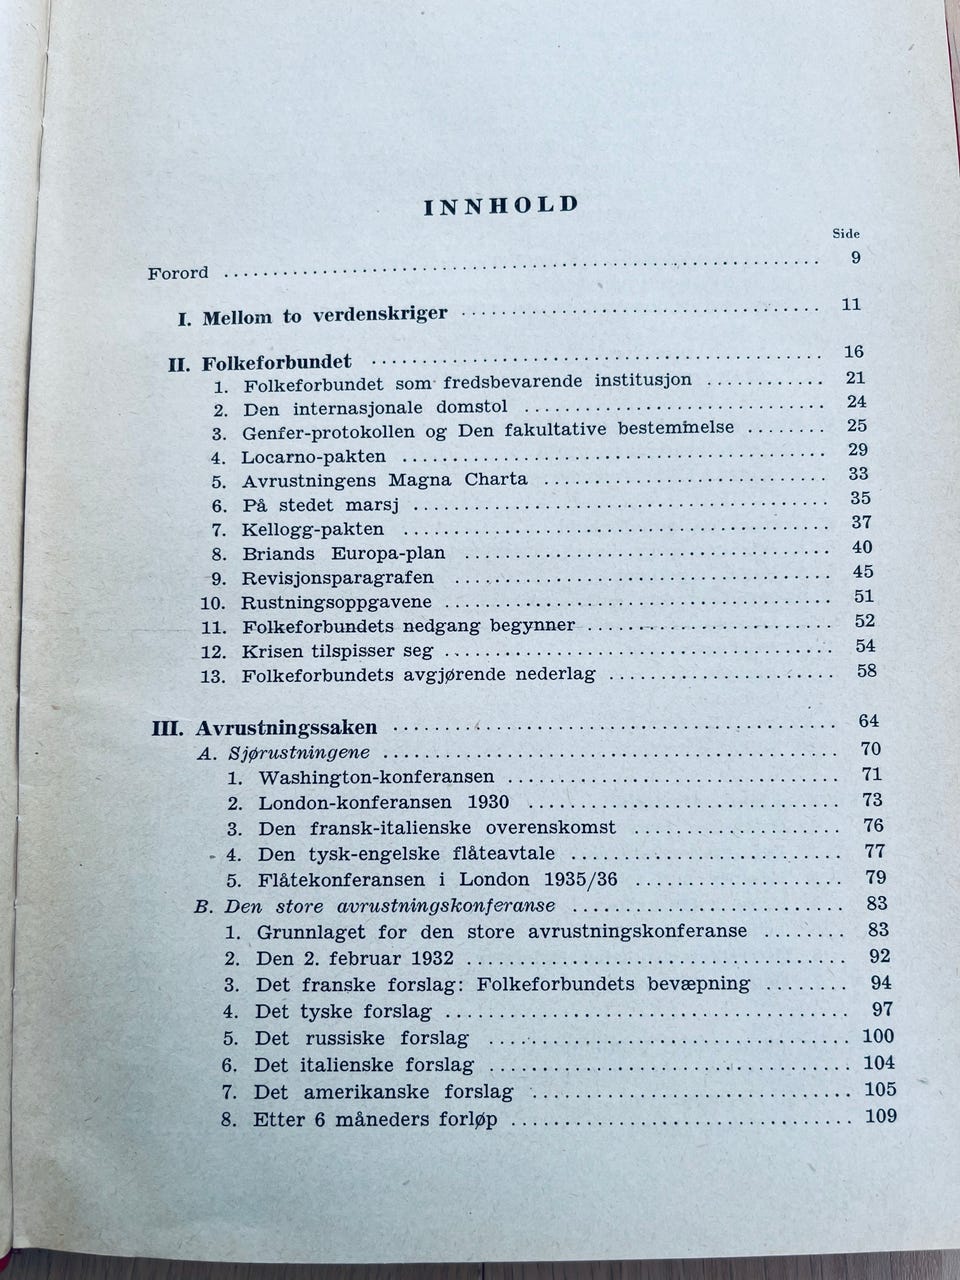 INNHOLD
Side
Forord ........ 9
I. Mellom to verdenskriger ........ 11
II. Folkeforbundet ........ 16
1. Folkeforbundet som fredsbevarende institusjon ........ 21
2. Den internasjonale domstol ........ 24
3. Genfer-protokollen og Den fakultative bestemmelse ........ 25
4. Locarno-pakten ........ 29
5. Avrustningens Magna Charta ........ 33
6. På stedet marsj ........ 35
7. Kellogg-pakten ........ 37
8. Briands Europa-plan ........ 40
9. Revisjonsparagrafen ........ 45
10. Rustningsoppgavene ........ 51
11. Folkeforbundets nedgang begynner ........ 52
12. Krisen tilspisser seg ........ 54
13. Folkeforbundets avgjørende nederlag ........ 58
III. Avrustningssaken ........ 64
A. Sjørustningene ........ 70
1. Washington-konferansen ........ 71
2. London-konferansen 1930 ........ 73
3. Den fransk-italienske overenskomst ........ 76
4. Den tysk-engelske flåteavtale ........ 77
5. Flåtekonferansen i London 1935/36 ........ 79
B. Den store avrustningskonferanse ........ 83
1. Grunnlaget for den store avrustningskonferanse ........ 83
2. Den 2. februar 1932 ........ 92
3. Det franske forslag: Folkeforbundets bevæpning ........ 94
4. Det tyske forslag ........ 97
5. Det russiske forslag ........ 100
6. Det italienske forslag ........ 104
7. Det amerikanske forslag ........ 105
8. Etter 6 måneders forløp ........ 109